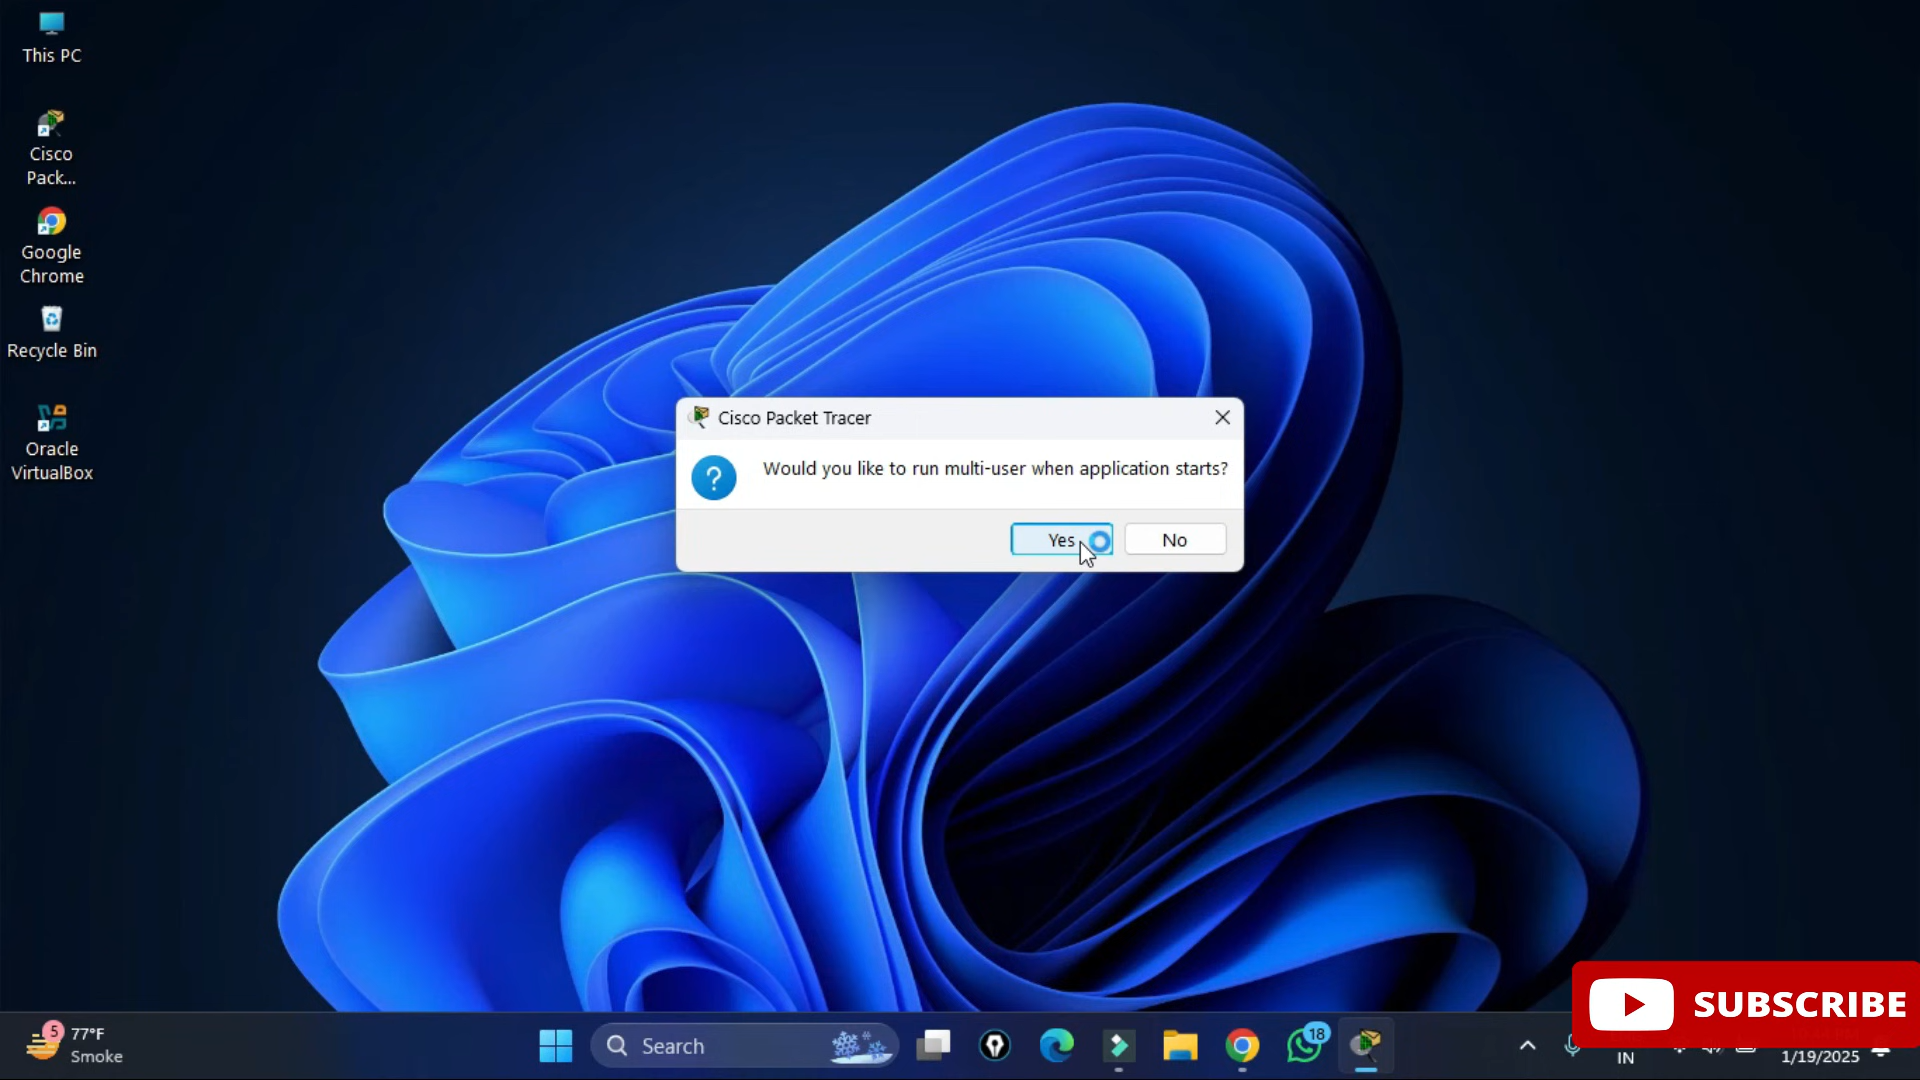 This PC
Cisco
Pack...
Google
Chrome
Recycle Bin
Oracle
VirtualBox
Cisco Packet Tracer
Would you like to run multi-user when application starts?
Yes
No
SUBSCRIBE
5
77°F
Smoke
Search
18
IN
1/19/2025